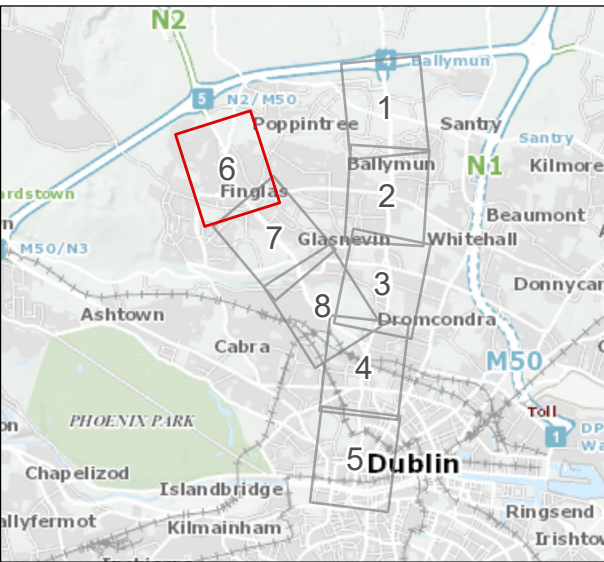 N2
4
Ballymun
5
N2/M50
1
Poppintree
Santry
Santry
Ballymun
N1
Kilmore
6
Finglas
ardstown
2
Beaumont
7
Glasnevin
Whitehall
M50/N3
3
Donnycar
8
Ashtown
Dromcondra
Cabra
4
M50
PHOENIX PARK
Toll
1
DP
Wa
5
Dublin
Chapelizod
Islandbridge
Ringsend
allyfermot
Kilmainham
Irishtow